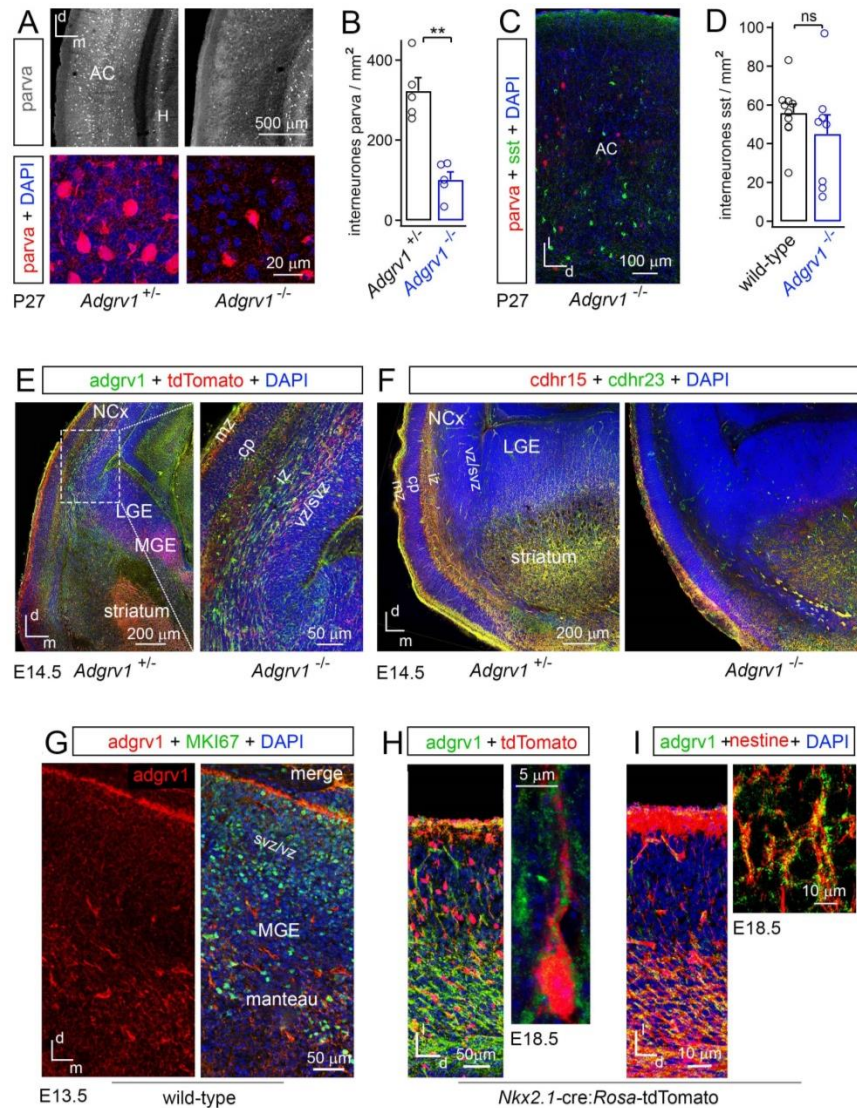 A
d
m
parva
AC
H
500 µm
parva + DAPI
20 µm
P27
Adgrv1 +/-
Adgrv1 -/-
B
**
interneurones parva / mm²
400
200
0
Adgrv1 +/-
Adgrv1 -/-
C
parva + sst + DAPI
AC
l
d
100 µm
P27
Adgrv1 -/-
D
ns
interneurones sst / mm²
100
80
60
40
20
0
wild-type
Adgrv1 -/-
E
adgrv1 + tdTomato + DAPI
NCx
LGE
MGE
striatum
d
m
200 µm
mz
cp
iz
vz/svz
50 µm
E14.5
Adgrv1 +/-
Adgrv1 -/-
F
cdhr15 + cdhr23 + DAPI
NCx
LGE
mz
cp
iz
vz/svz
striatum
d
m
200 µm
E14.5
Adgrv1 +/-
Adgrv1 -/-
G
adgrv1 + MKI67 + DAPI
adgrv1
merge
svz/vz
MGE
manteau
d
m
50 µm
E13.5
wild-type
H
adgrv1 + tdTomato
5 µm
l
d
50µm
E18.5
I
adgrv1 +nestine+ DAPI
10 µm
E18.5
l
d
10 µm
Nkx2.1-cre:Rosa-tdTomato